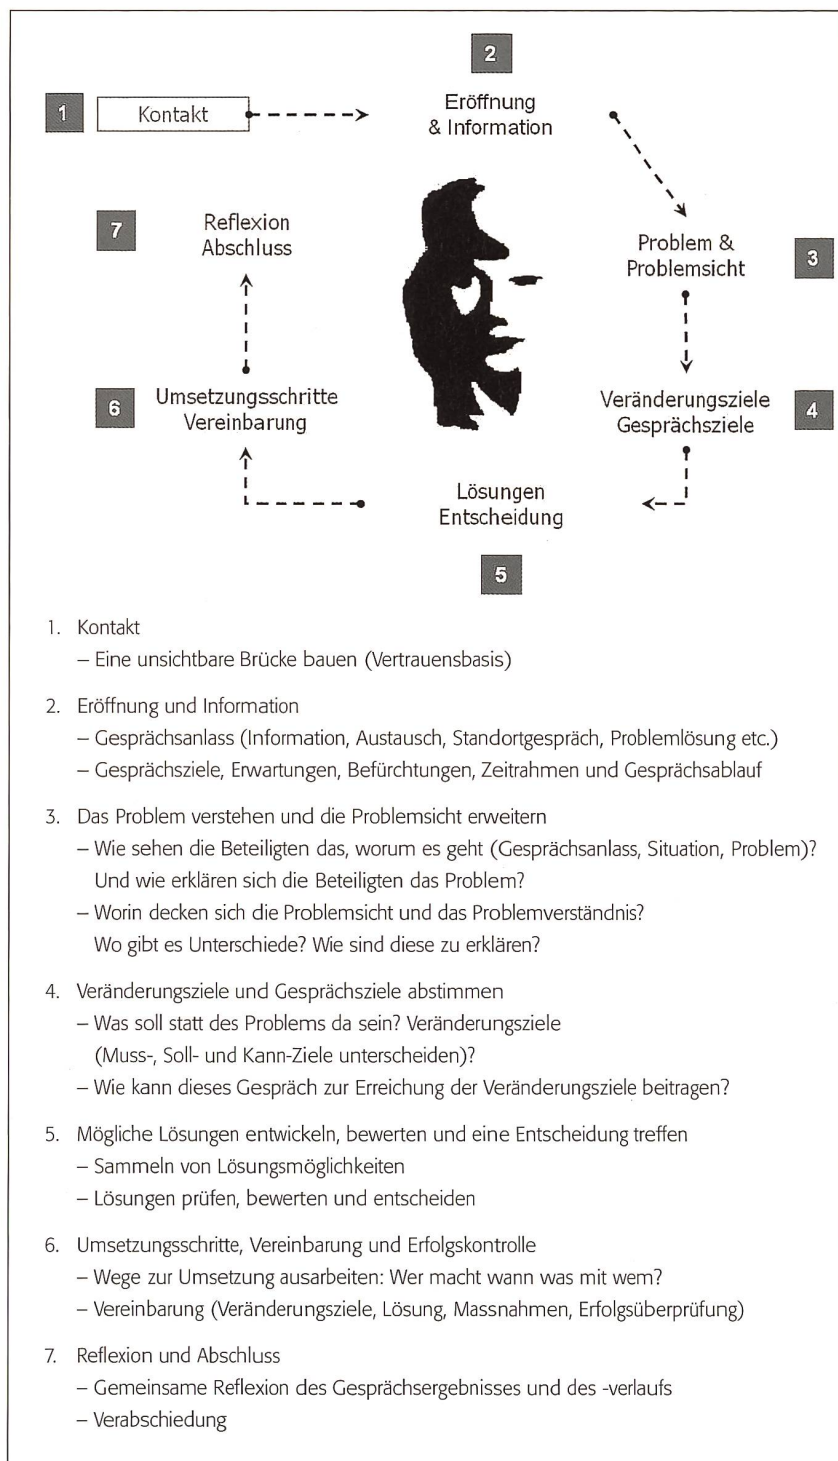 2
1
Kontakt
Eröffnung
& Information
7
Reflexion
Abschluss
Problem &
Problemsicht
3
6
Umsetzungsschritte
Vereinbarung
Veränderungsziele
Gesprächsziele
4
Lösungen
Entscheidung
5
1. Kontakt
– Eine unsichtbare Brücke bauen (Vertrauensbasis)
2. Eröffnung und Information
– Gesprächsanlass (Information, Austausch, Standortgespräch, Problemlösung etc.)
– Gesprächsziele, Erwartungen, Befürchtungen, Zeitrahmen und Gesprächsablauf
3. Das Problem verstehen und die Problemsicht erweitern
– Wie sehen die Beteiligten das, worum es geht (Gesprächsanlass, Situation, Problem)?
Und wie erklären sich die Beteiligten das Problem?
– Worin decken sich die Problemsicht und das Problemverständnis?
Wo gibt es Unterschiede? Wie sind diese zu erklären?
4. Veränderungsziele und Gesprächsziele abstimmen
– Was soll statt des Problems da sein? Veränderungsziele
(Muss-, Soll- und Kann-Ziele unterscheiden)?
– Wie kann dieses Gespräch zur Erreichung der Veränderungsziele beitragen?
5. Mögliche Lösungen entwickeln, bewerten und eine Entscheidung treffen
– Sammeln von Lösungsmöglichkeiten
– Lösungen prüfen, bewerten und entscheiden
6. Umsetzungsschritte, Vereinbarung und Erfolgskontrolle
– Wege zur Umsetzung ausarbeiten: Wer macht wann was mit wem?
– Vereinbarung (Veränderungsziele, Lösung, Massnahmen, Erfolgsüberprüfung)
7. Reflexion und Abschluss
– Gemeinsame Reflexion des Gesprächsergebnisses und des -verlaufs
– Verabschiedung